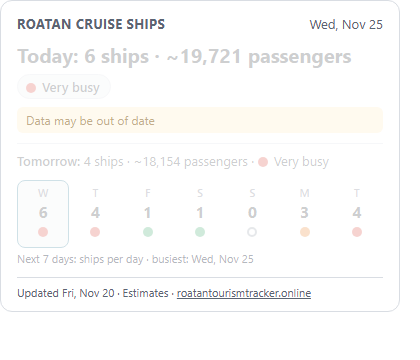 ROATAN CRUISE SHIPS Wed, Nov 25
Today: 6 ships · ~19,721 passengers
Very busy
Data may be out of date
Tomorrow: 4 ships · ~18,154 passengers · Very busy
W T F S S M T
6 4 1 1 0 3 4
Next 7 days: ships per day · busiest: Wed, Nov 25
Updated Fri, Nov 20 · Estimates · roatantourismtracker.online